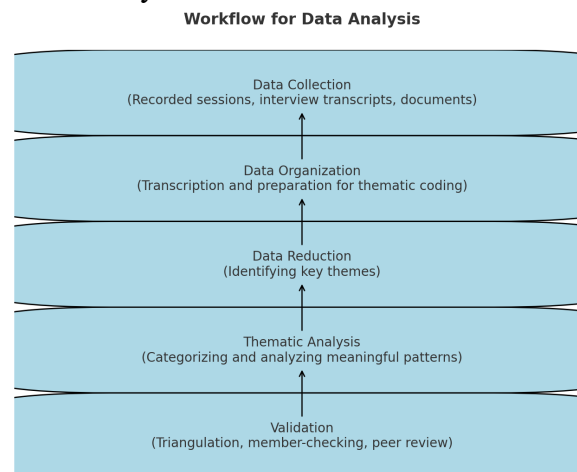 Workflow for Data Analysis
Data Collection
(Recorded sessions, interview transcripts, documents)
Data Organization
(Transcription and preparation for thematic coding)
Data Reduction
(Identifying key themes)
Thematic Analysis
(Categorizing and analyzing meaningful patterns)
Validation
(Triangulation, member-checking, peer review)